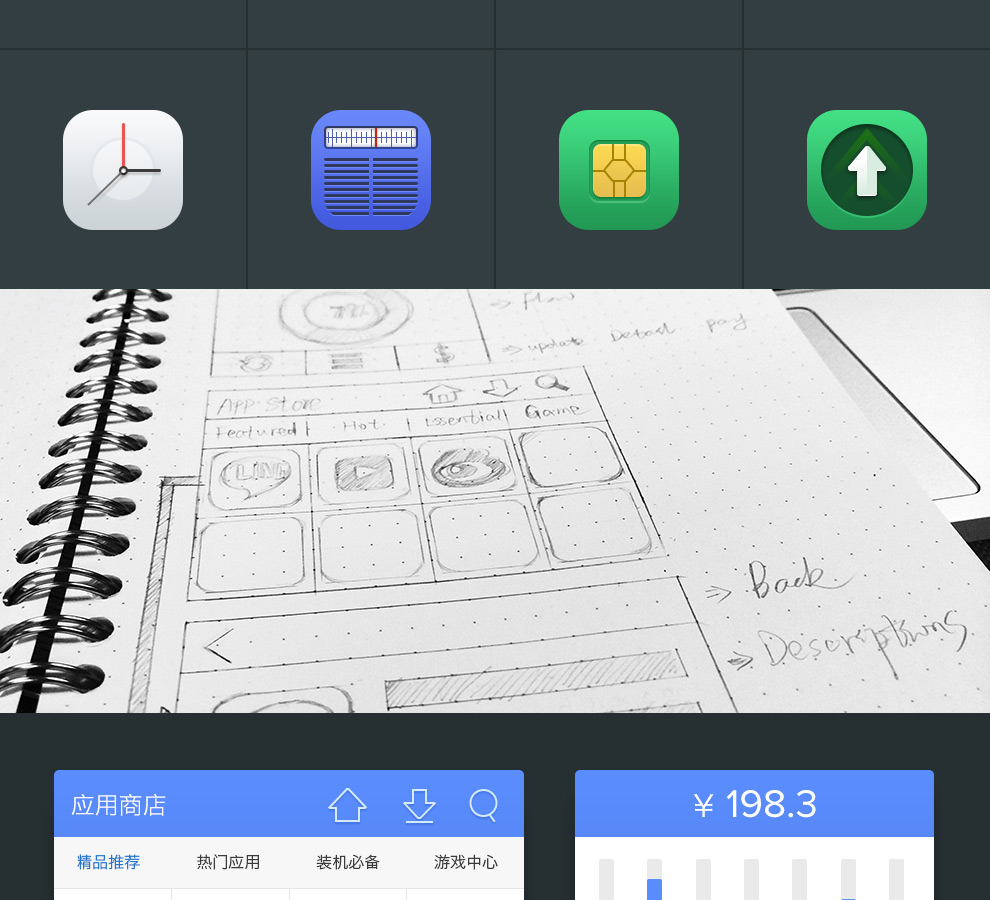 Flow
update Detail pay
$
App Store
Featured Hot Essential Game
LINE
Back
Descriptions
应用商店
¥ 198.3
精品推荐 热门应用 装机必备 游戏中心